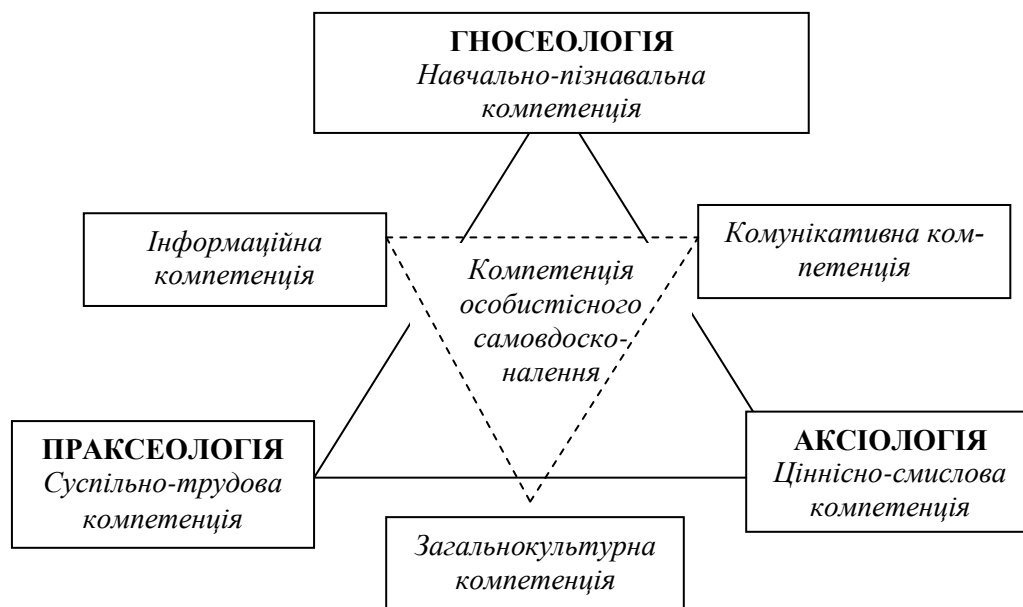 ГНОСЕОЛОГІЯ
Навчально-пізнавальна
компетенція
Інформаційна
компетенція
Комунікативна ком-
петенція
Компетенція
особистісного
самовдоско-
налення
ПРАКСЕОЛОГІЯ
Суспільно-трудова
компетенція
АКСІОЛОГІЯ
Ціннісно-смислова
компетенція
Загальнокультурна
компетенція